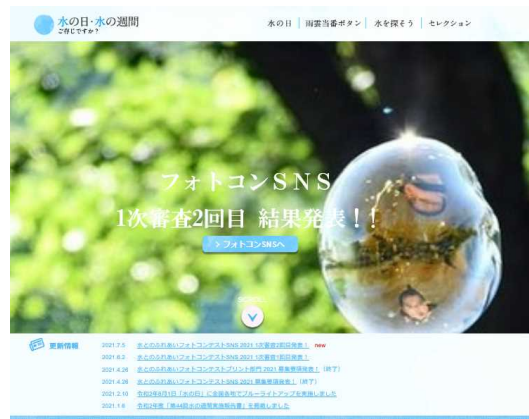 水の日・水の週間
ご存じですか?
水の日 雨雲当番ボタン 水を探そう セレクション
フォトコンSNS
1次審査2回目 結果発表!!
> フォトコンSNSへ
更新情報
2021.7.5 水とのふれあいフォトコンテストSNS 2021 1次審査2回目発表! new
2021.6.2 水とのふれあいフォトコンテストSNS 2021 1次審査1回目発表!
2021.4.26 水とのふれあいフォトコンテストプリント部門 2021 募集要項発表! (終了)
2021.4.26 水とのふれあいフォトコンテストSNS 2021 募集要項発表! (終了)
2021.2.10 令和2年8月1日「水の日」に全国各地でブルーライトアップを実施しました
2021.1.6 令和2年度「第44回水の週間実施報告書」を掲載しました